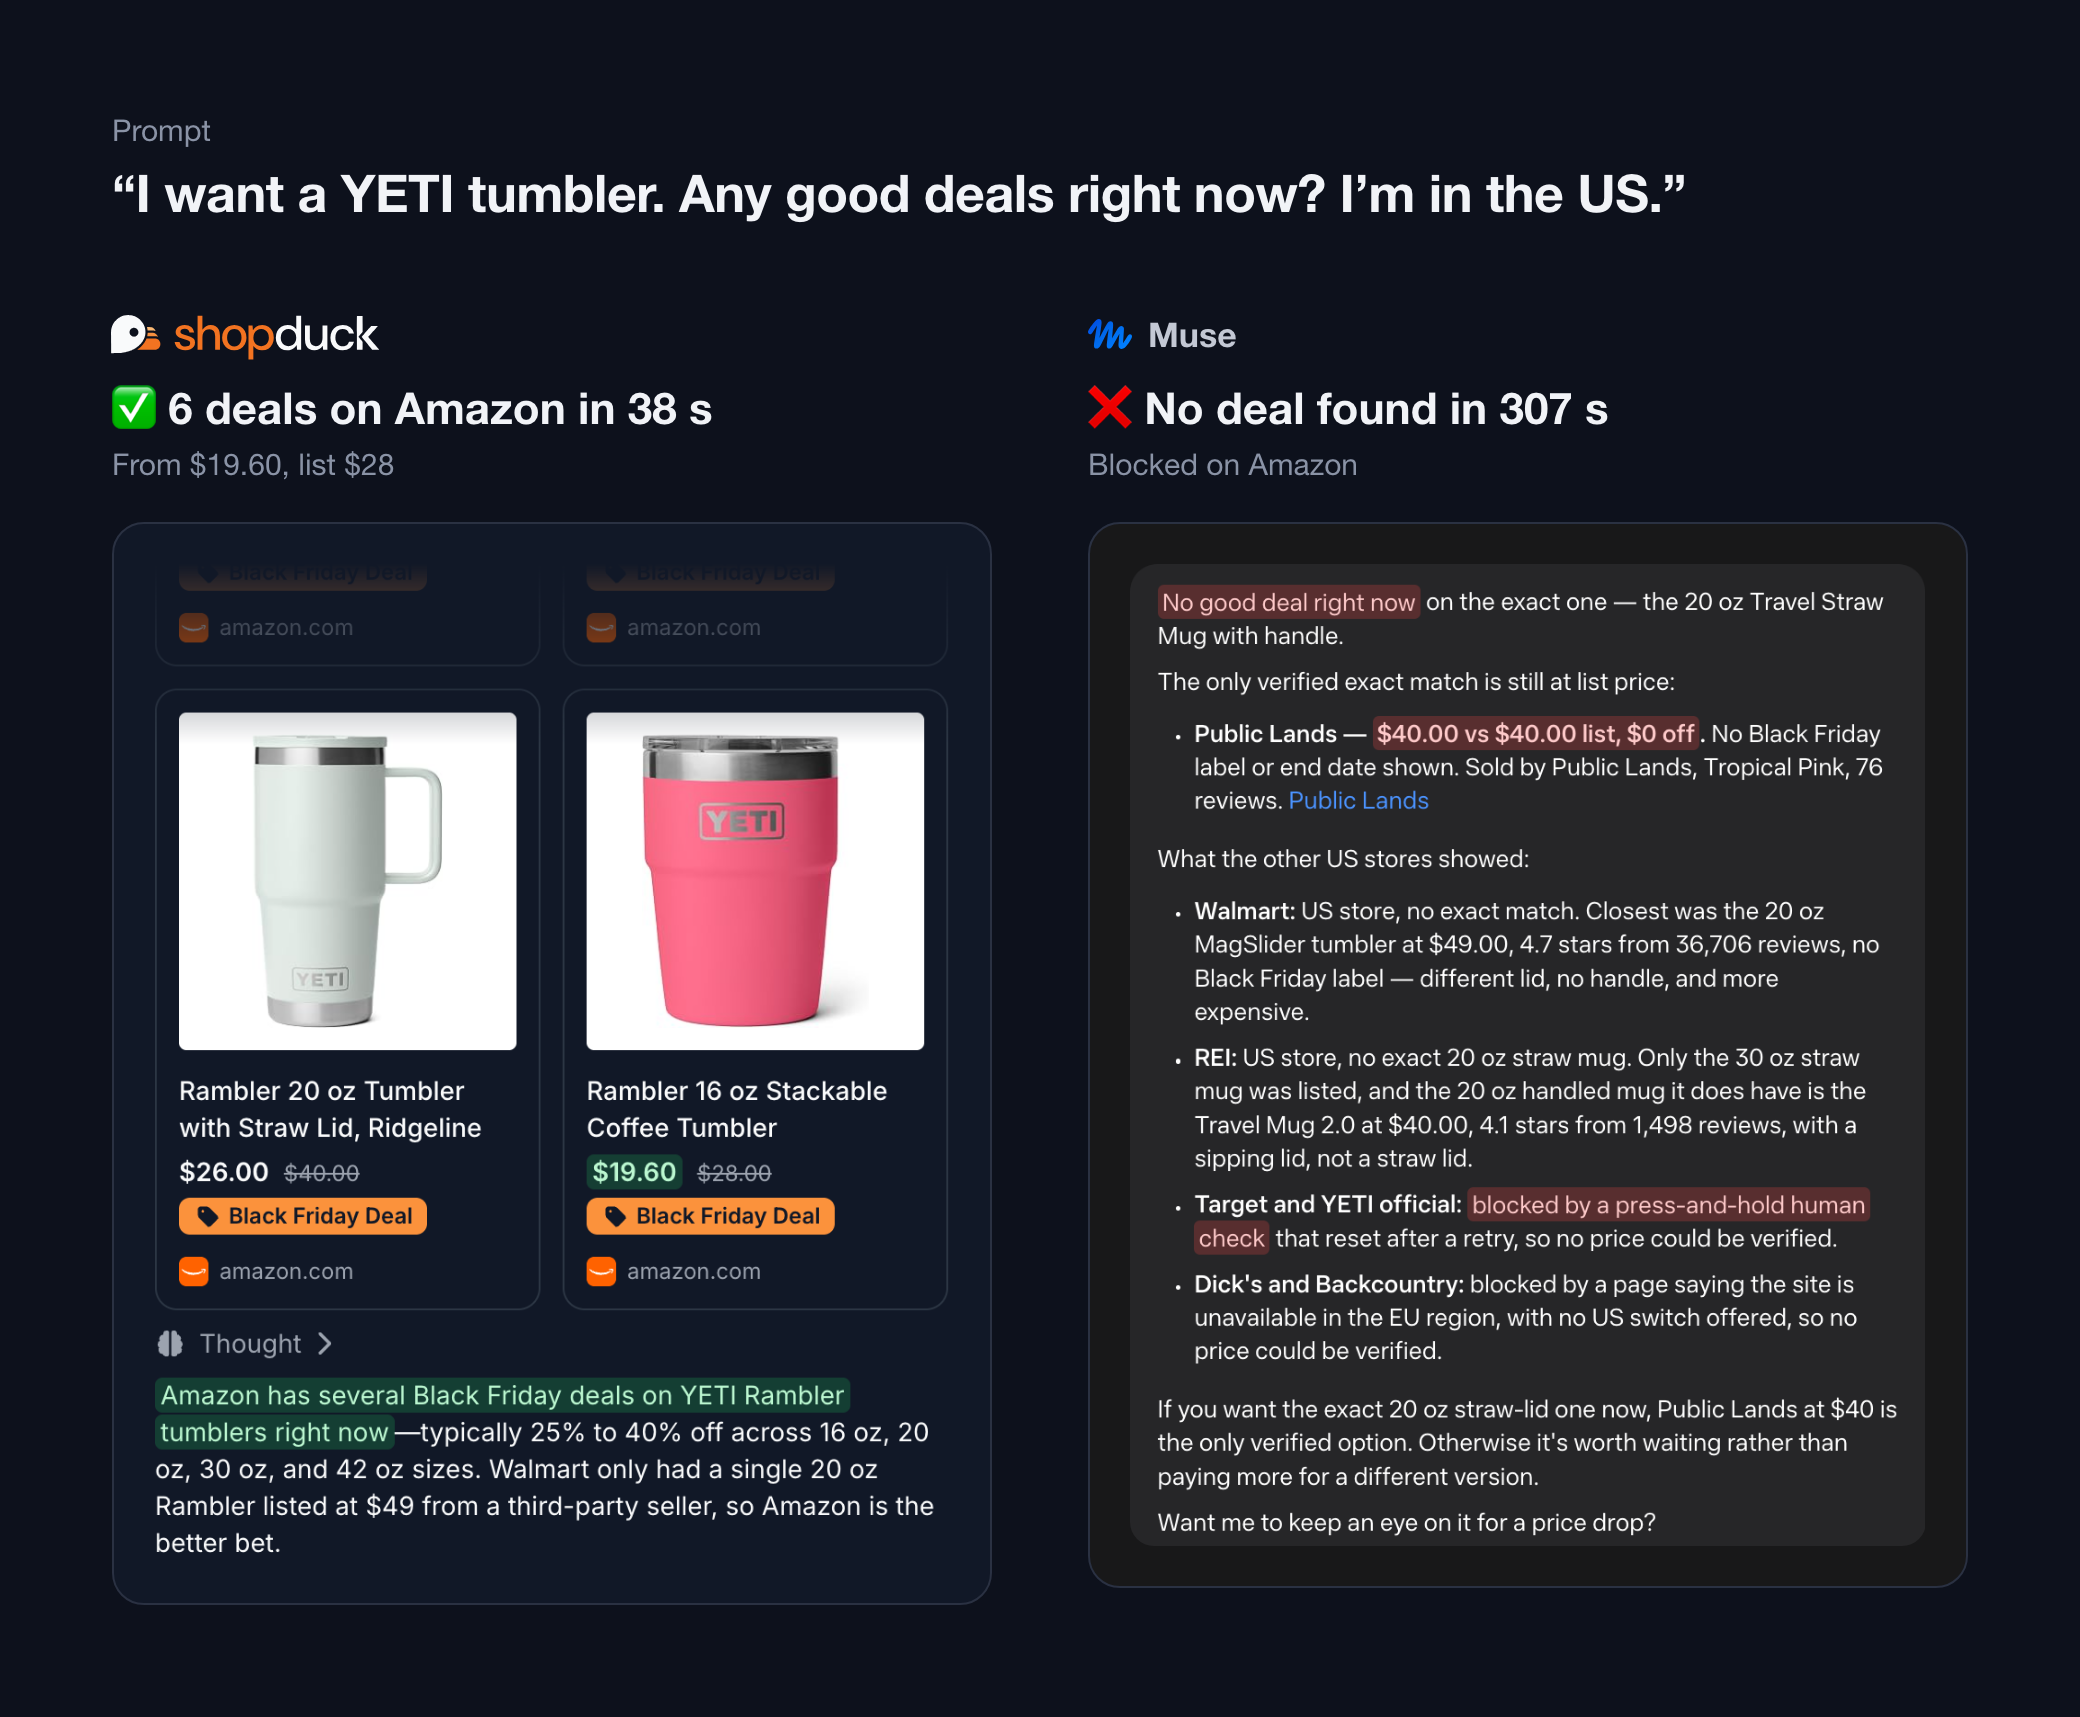 Prompt
“I want a YETI tumbler. Any good deals right now? I’m in the US.”
shopduck
✅ 6 deals on Amazon in 38 s
From $19.60, list $28
Black Friday Deal
Black Friday Deal
amazon.com
amazon.com
YETI
YETI
Rambler 20 oz Tumbler
with Straw Lid, Ridgeline
$26.00 $40.00
Black Friday Deal
amazon.com
Rambler 16 oz Stackable
Coffee Tumbler
$19.60 $28.00
Black Friday Deal
amazon.com
Thought
Amazon has several Black Friday deals on YETI Rambler
tumblers right now—typically 25% to 40% off across 16 oz, 20
oz, 30 oz, and 42 oz sizes. Walmart only had a single 20 oz
Rambler listed at $49 from a third-party seller, so Amazon is the
better bet.
Muse
❌ No deal found in 307 s
Blocked on Amazon
No good deal right now on the exact one — the 20 oz Travel Straw
Mug with handle.
The only verified exact match is still at list price:
• Public Lands — $40.00 vs $40.00 list, $0 off. No Black Friday
label or end date shown. Sold by Public Lands, Tropical Pink, 76
reviews. Public Lands
What the other US stores showed:
• Walmart: US store, no exact match. Closest was the 20 oz
MagSlider tumbler at $49.00, 4.7 stars from 36,706 reviews, no
Black Friday label — different lid, no handle, and more
expensive.
• REI: US store, no exact 20 oz straw mug. Only the 30 oz straw
mug was listed, and the 20 oz handled mug it does have is the
Travel Mug 2.0 at $40.00, 4.1 stars from 1,498 reviews, with a
sipping lid, not a straw lid.
• Target and YETI official: blocked by a press-and-hold human
check that reset after a retry, so no price could be verified.
• Dick's and Backcountry: blocked by a page saying the site is
unavailable in the EU region, with no US switch offered, so no
price could be verified.
If you want the exact 20 oz straw-lid one now, Public Lands at $40 is
the only verified option. Otherwise it's worth waiting rather than
paying more for a different version.
Want me to keep an eye on it for a price drop?